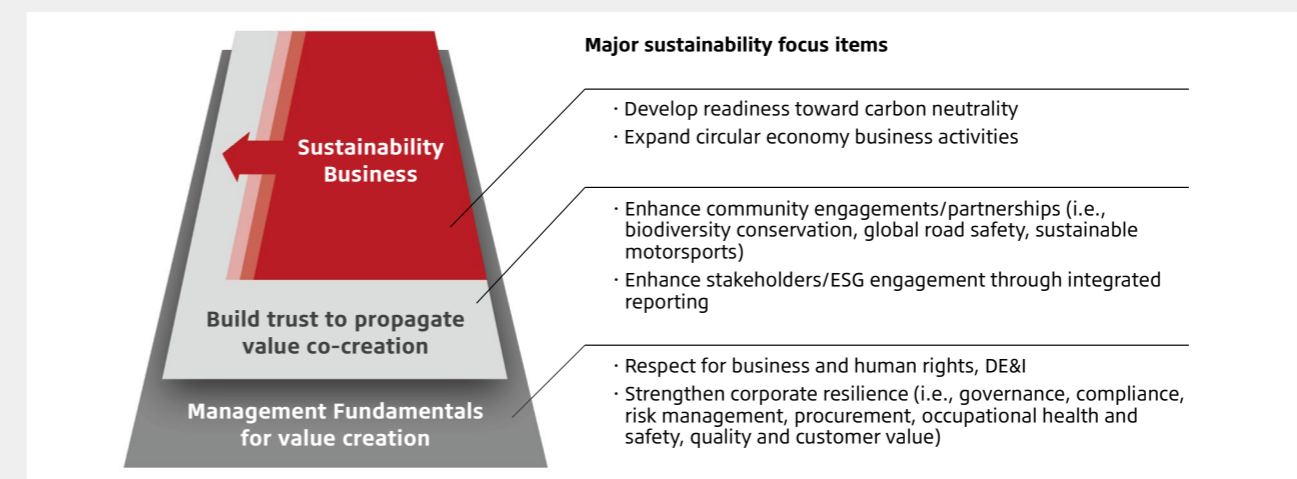 Major sustainability focus items
Sustainability
Business
· Develop readiness toward carbon neutrality
· Expand circular economy business activities
Build trust to propagate
value co-creation
· Enhance community engagements/partnerships (i.e.,
biodiversity conservation, global road safety, sustainable
motorsports)
· Enhance stakeholders/ESG engagement through integrated
reporting
Management Fundamentals
for value creation
· Respect for business and human rights, DE&I
· Strengthen corporate resilience (i.e., governance, compliance,
risk management, procurement, occupational health and
safety, quality and customer value)